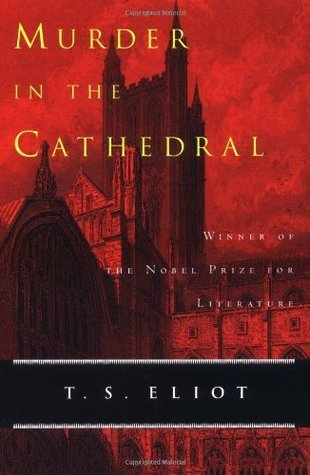 MURDER
IN THE
CATHEDRAL
WINNER OF
THE NOBEL PRIZE FOR
LITERATURE
T. S. ELIOT